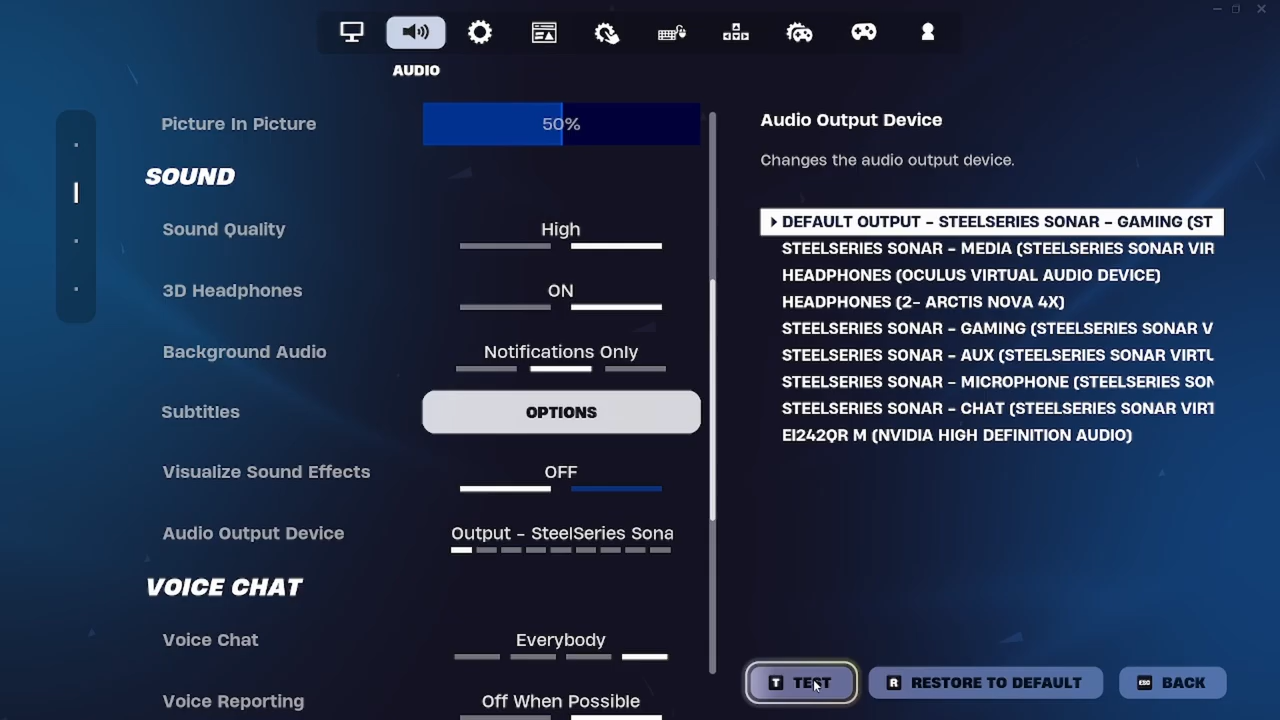 AUDIO
Picture In Picture
50%
SOUND
Sound Quality
High
3D Headphones
ON
Background Audio
Notifications Only
Subtitles
OPTIONS
Visualize Sound Effects
OFF
Audio Output Device
Output - SteelSeries Sona
VOICE CHAT
Voice Chat
Everybody
Voice Reporting
Off When Possible
Audio Output Device
Changes the audio output device.
DEFAULT OUTPUT - STEELSERIES SONAR - GAMING (ST
STEELSERIES SONAR - MEDIA (STEELSERIES SONAR VIR
HEADPHONES (OCULUS VIRTUAL AUDIO DEVICE)
HEADPHONES (2- ARCTIS NOVA 4X)
STEELSERIES SONAR - GAMING (STEELSERIES SONAR V
STEELSERIES SONAR - AUX (STEELSERIES SONAR VIRTU
STEELSERIES SONAR - MICROPHONE (STEELSERIES SON
STEELSERIES SONAR - CHAT (STEELSERIES SONAR VIRT
EI242QR M (NVIDIA HIGH DEFINITION AUDIO)
T TEST
R RESTORE TO DEFAULT
ESC BACK